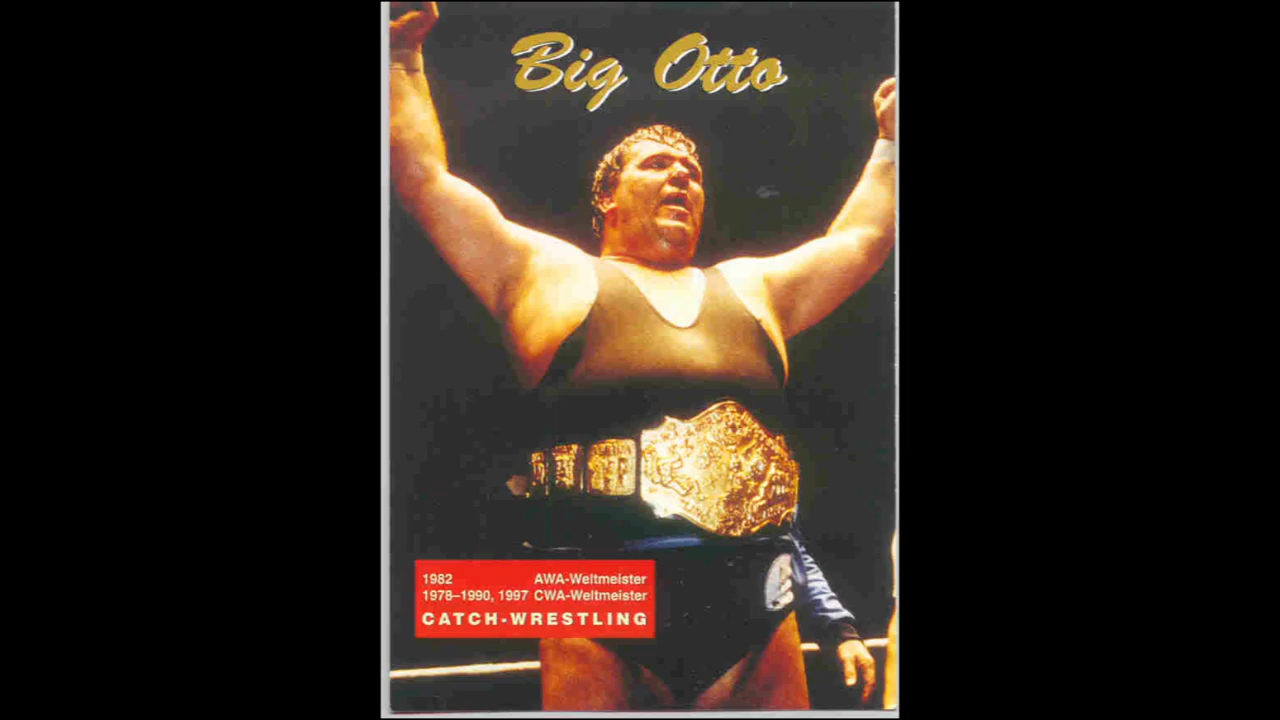 Big Otto
1982 AWA-Weltmeister
1978–1990, 1997 CWA-Weltmeister
CATCH-WRESTLING